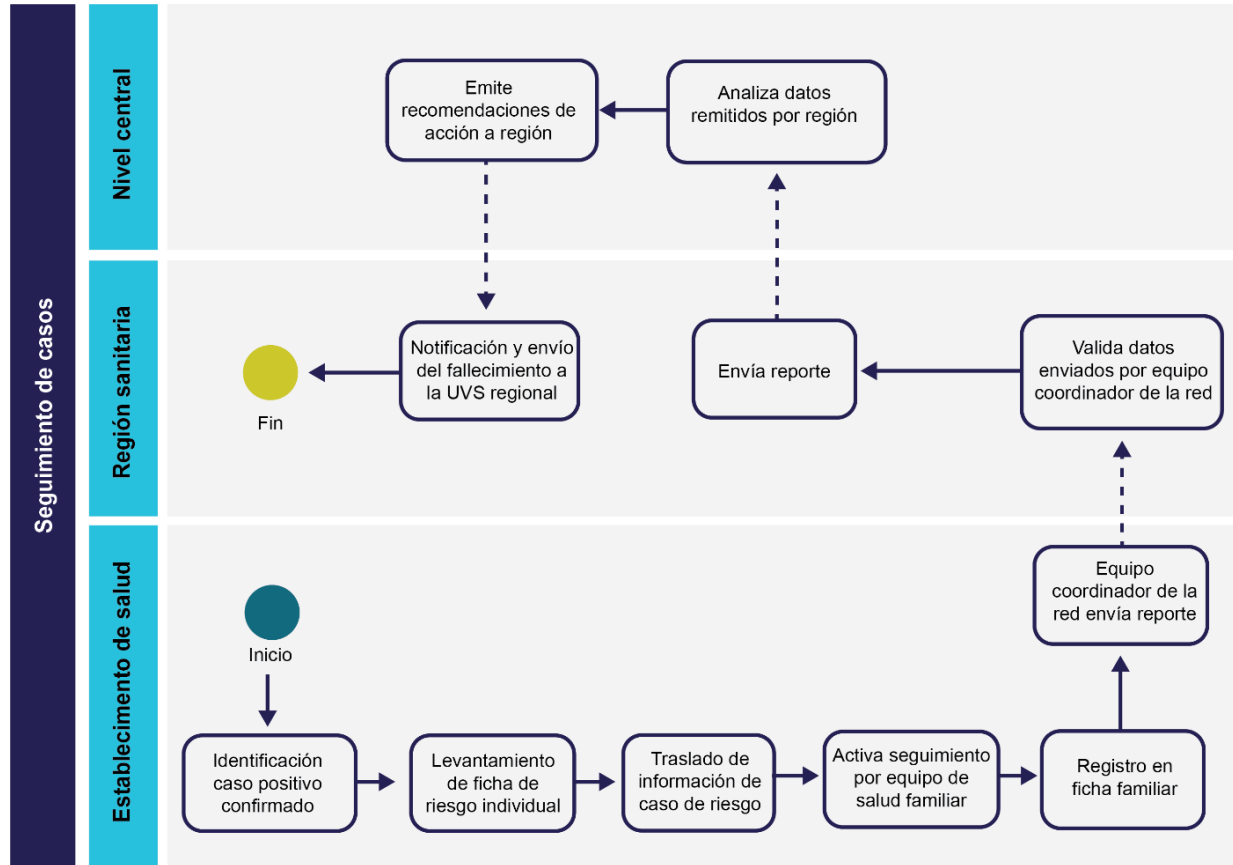 Seguimiento de casos
Nivel central
Emite
recomendaciones de
acción a región
Analiza datos
remitidos por región
Región sanitaria
Fin
Notificación y envío
del fallecimiento a
la UVS regional
Envía reporte
Valida datos
enviados por equipo
coordinador de la red
Establecimento de salud
Inicio
Equipo
coordinador de la
red envía reporte
Identificación
caso positivo
confirmado
Levantamiento
de ficha de
riesgo individual
Traslado de
información de
caso de riesgo
Activa seguimiento
por equipo de
salud familiar
Registro en
ficha familiar